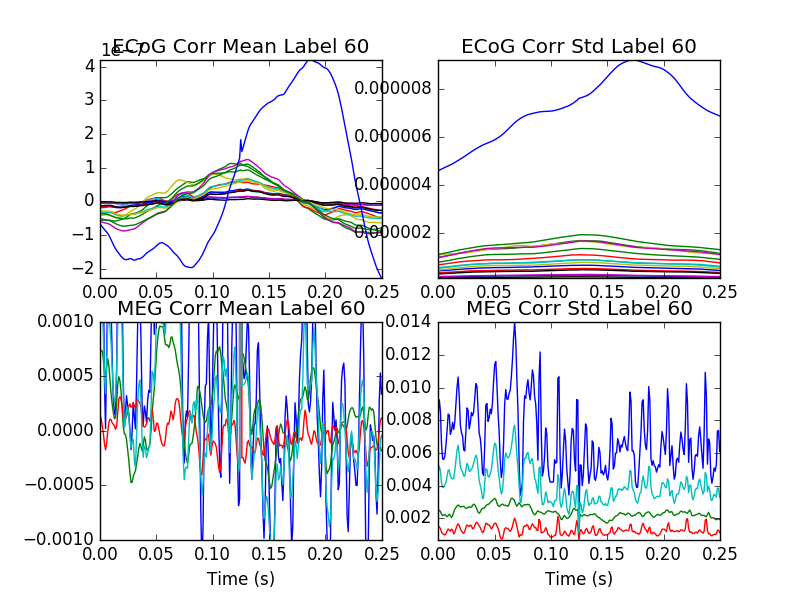 ECoG Corr Mean Label 60
1e−7
4
3
2
1
0
−1
−2
0.00 0.05 0.10 0.15 0.20 0.25
ECoG Corr Std Label 60
0.000008
0.000006
0.000004
0.000002
0.00 0.05 0.10 0.15 0.20 0.25
MEG Corr Mean Label 60
0.0010
0.0005
0.0000
−0.0005
−0.0010
0.00 0.05 0.10 0.15 0.20 0.25
Time (s)
MEG Corr Std Label 60
0.014
0.012
0.010
0.008
0.006
0.004
0.002
0.00 0.05 0.10 0.15 0.20 0.25
Time (s)